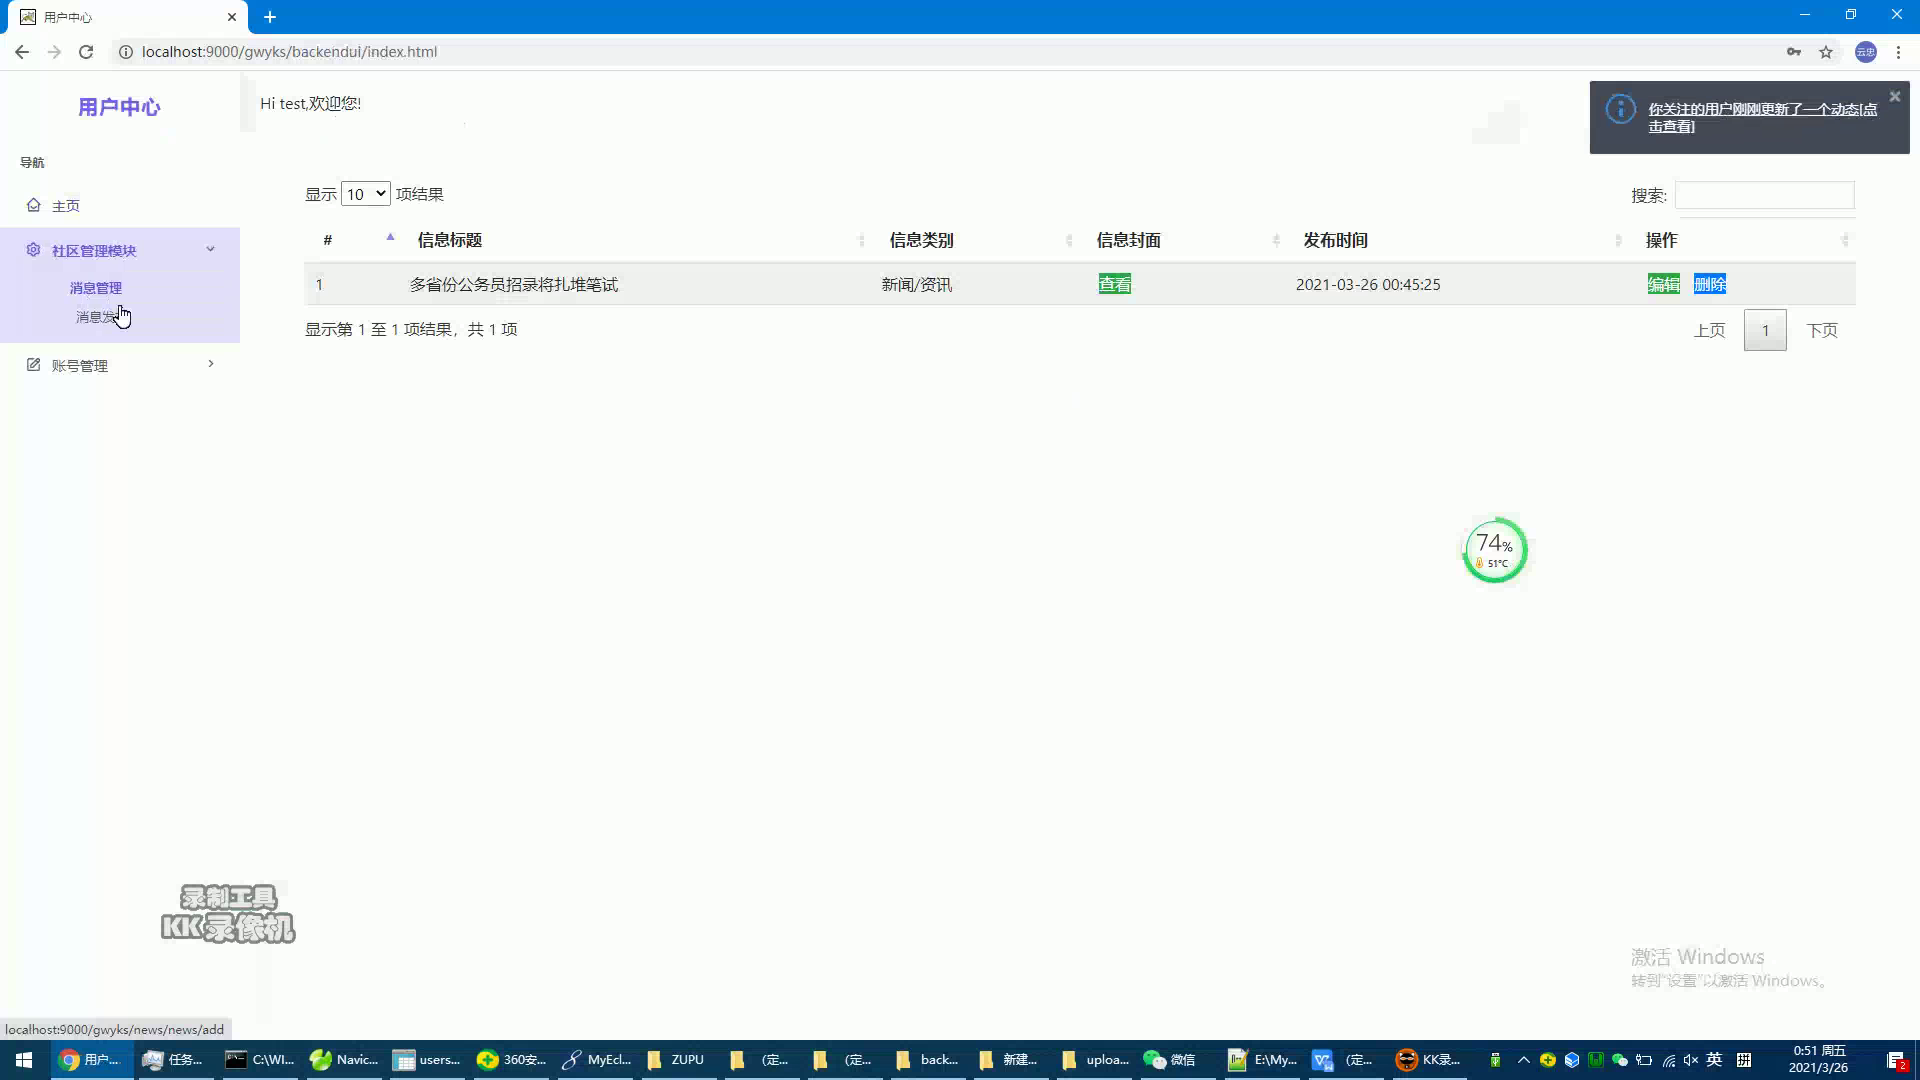 用户中心
localhost:9000/gwyks/backendui/index.html
云忠
用户中心
Hi test,欢迎您!
你关注的用户刚刚更新了一个动态[点
击查看]
导航
主页
社区管理模块
消息管理
消息发
账号管理
显示 10 项结果
搜索:
# 信息标题 信息类别 信息封面 发布时间 操作
1 多省份公务员招录将扎堆笔试 新闻/资讯 查看 2021-03-26 00:45:25 编辑 删除
显示第 1 至 1 项结果，共 1 项
上页 1 下页
74%
51°C
录制工具
KK录像机
激活 Windows
转到"设置"以激活 Windows。
localhost:9000/gwyks/news/news/add
用户... 任务... C:\WI... Navic... users... 360安... MyEcl... ZUPU (定... (定... back... 新建... uploa... 微信 E:\My... (定... KK录... 英 拼
0:51 周五
2021/3/26
2